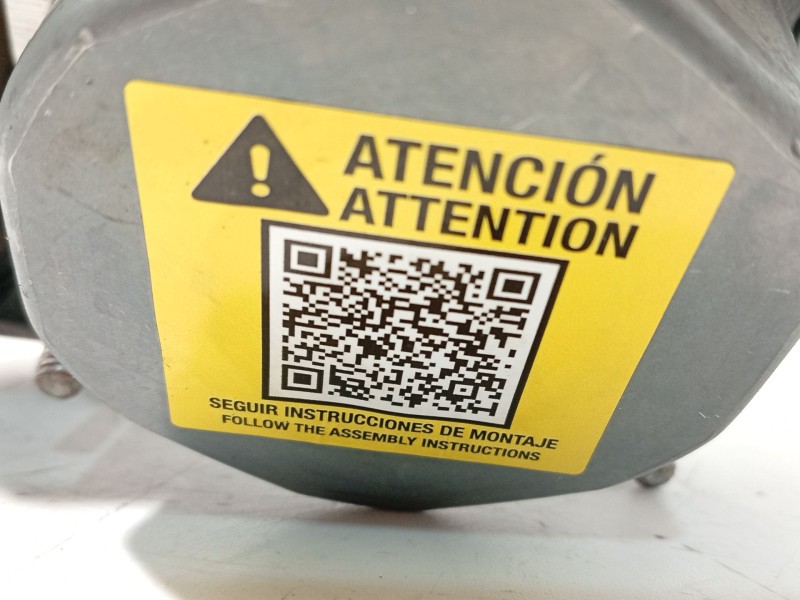 ATENCIÓN
ATTENTION
SEGUIR INSTRUCCIONES DE MONTAJE
FOLLOW THE ASSEMBLY INSTRUCTIONS